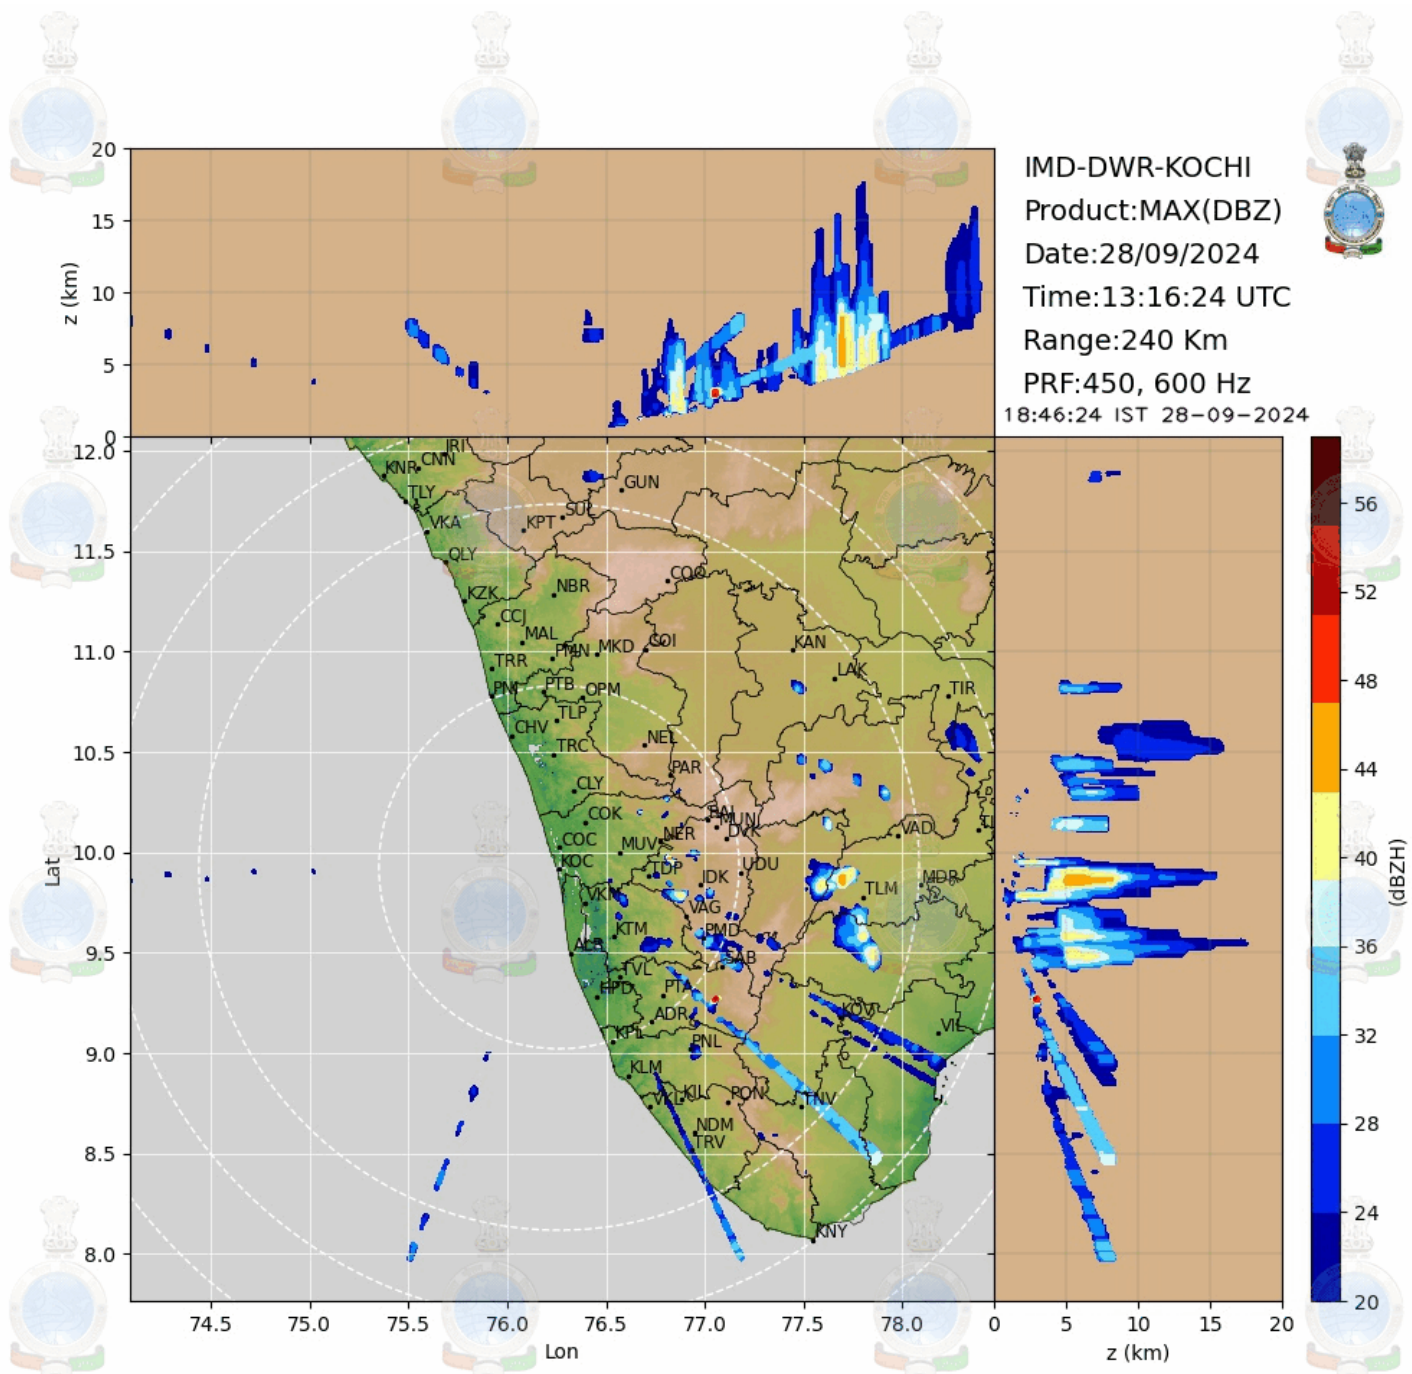 IMD-DWR-KOCHI
Product:MAX(DBZ)
Date:28/09/2024
Time:13:16:24 UTC
Range:240 Km
PRF:450, 600 Hz
18:46:24 IST 28-09-2024
20
15
10
5
0
z (km)
12.0
11.5
11.0
10.5
10.0
9.5
9.0
8.5
8.0
Lat
IRI
CNN
KNR
TLY
GUN
SUL
KPT
VKA
QLY
COO
NBR
KZK
CCJ
MAL
PMN
MKD
COI
KAN
TRR
LAK
PNI
PTB
OPM
TIR
TLP
CHV
TRC
NEL
PAR
CLY
COK
MUN
DVK
VAD
COC
MUV
NER
KOC
TDP
UDU
IDK
TLM
MDR
VKM
VAG
KTM
PMD
ALP
SAB
TVL
HPD
PTA
ADR
KOV
VIL
KPL
PNL
KLM
VKL
KIL
PON
TNV
NDM
TRV
KNY
74.5
75.0
75.5
76.0
76.5
77.0
77.5
78.0
Lon
0
5
10
15
20
z (km)
56
52
48
44
40
36
32
28
24
20
(dBZH)